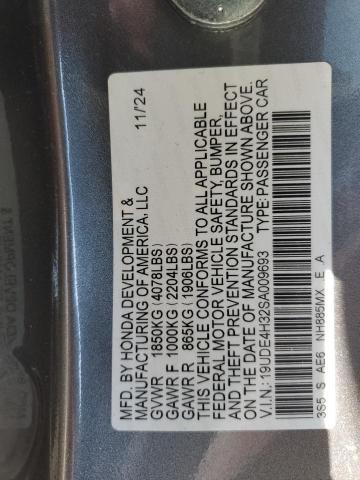 MFD. BY HONDA DEVELOPMENT &
MANUFACTURING OF AMERICA, LLC 11/24
GVWR 1850KG (4078LBS)
GAWR F 1000KG (2204LBS)
GAWR R 865KG (1906LBS)
THIS VEHICLE CONFORMS TO ALL APPLICABLE
FEDERAL MOTOR VEHICLE SAFETY, BUMPER,
AND THEFT PREVENTION STANDARDS IN EFFECT
ON THE DATE OF MANUFACTURE SHOWN ABOVE.
V.I.N.: 19UDE4H32SA009693 TYPE: PASSENGER CAR
3S5 S AE6 NH885MX E A